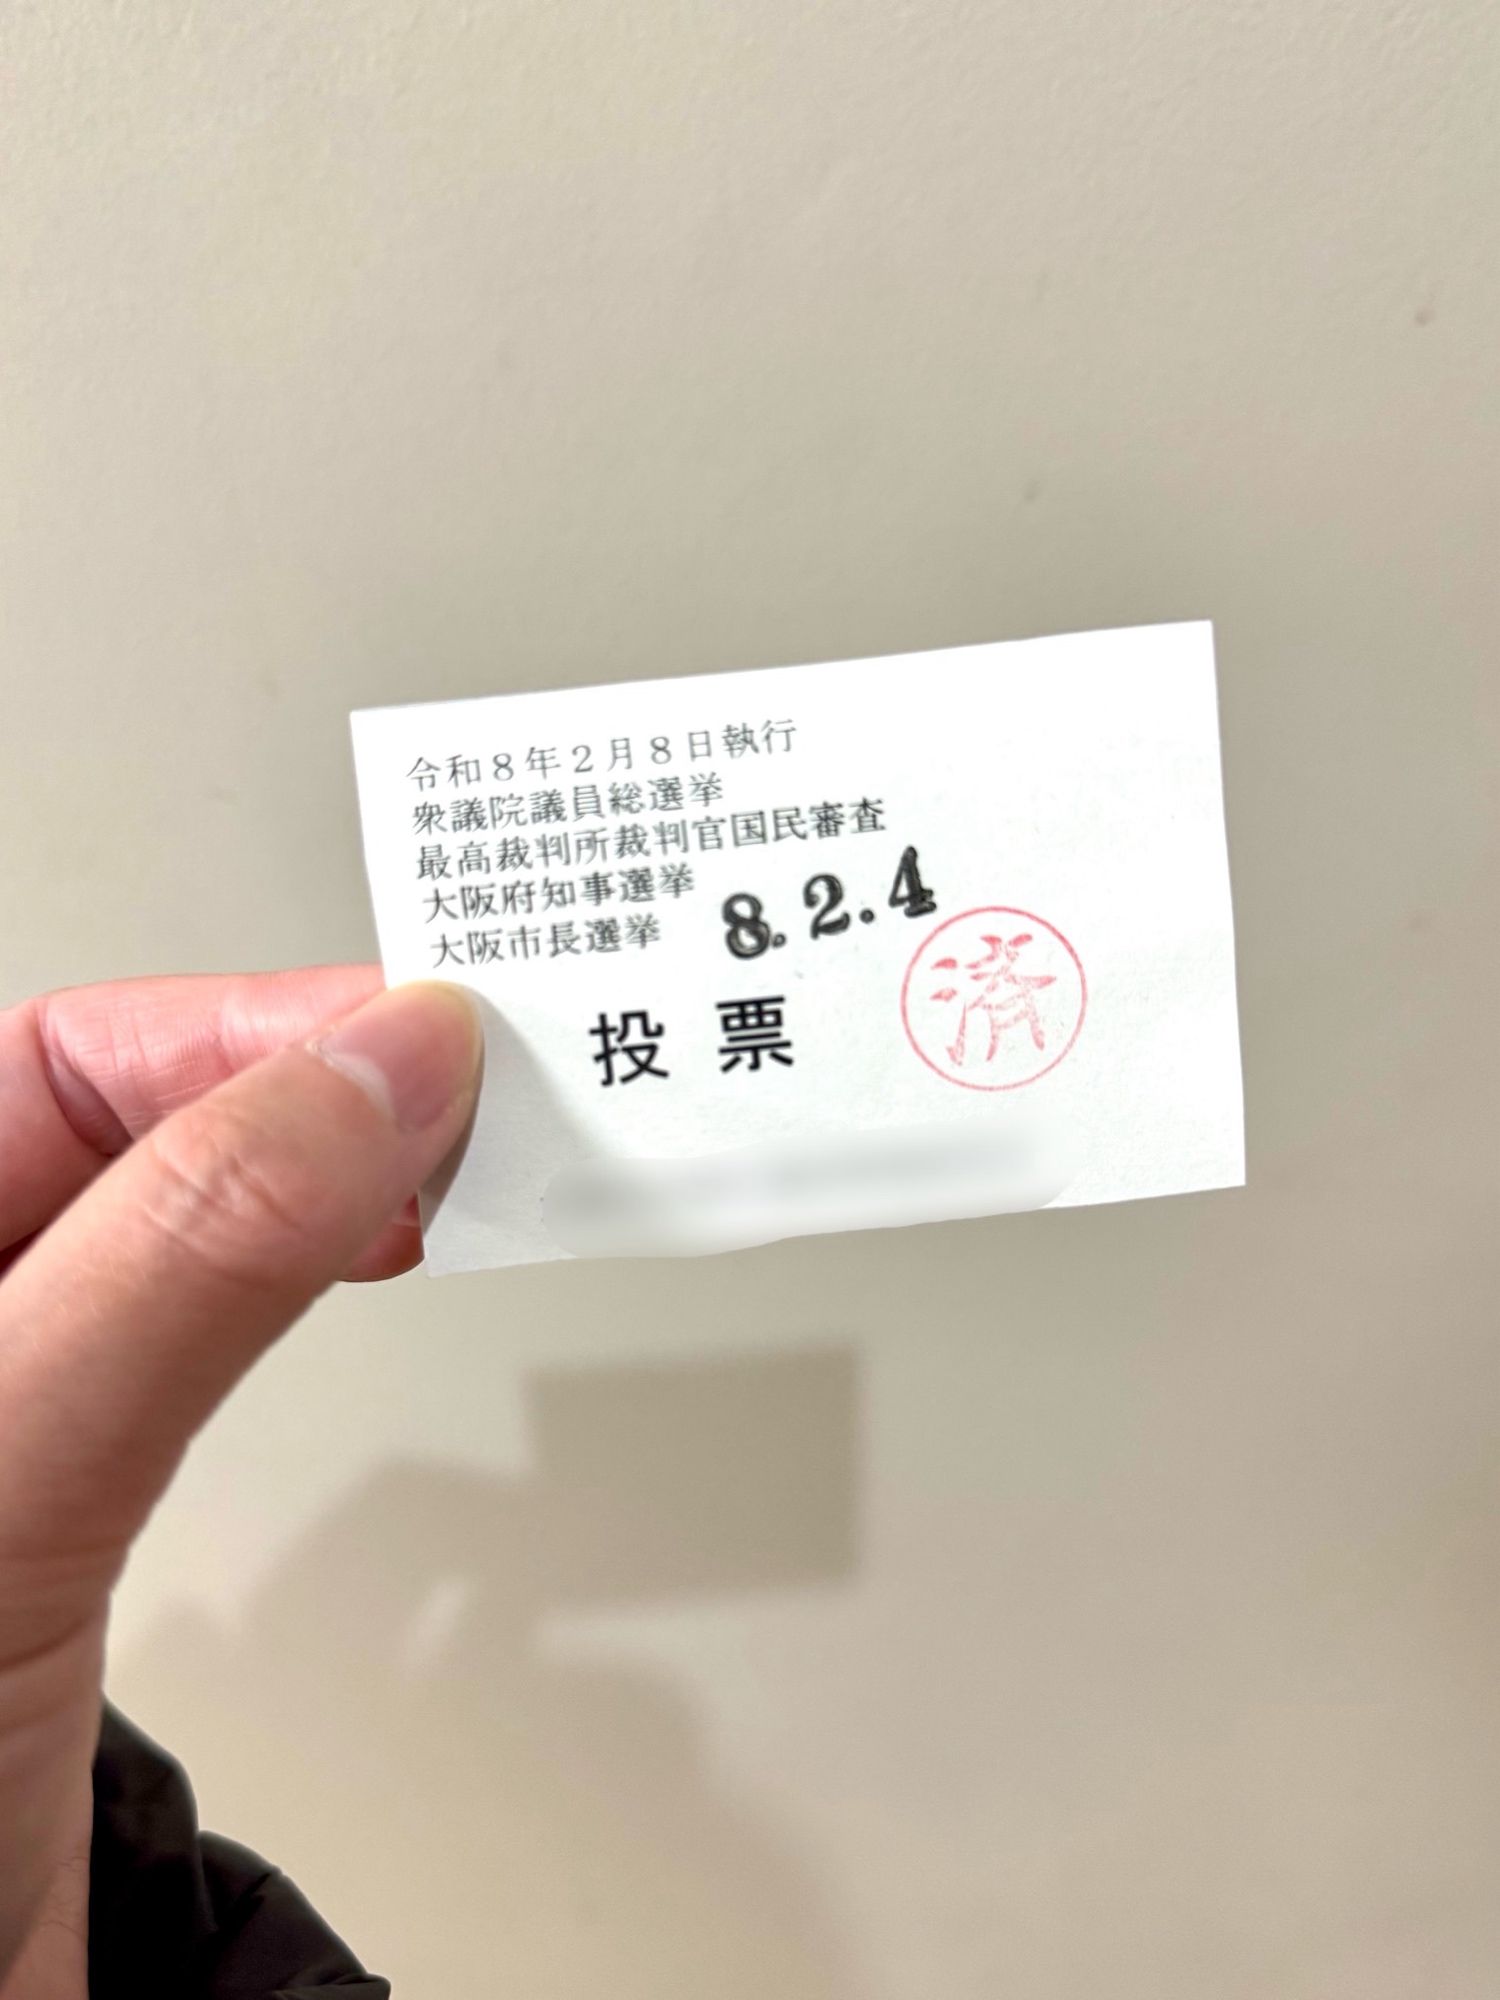 令和8年2月8日執行
衆議院議員総選挙
最高裁判所裁判官国民審査
大阪府知事選挙
大阪市長選挙
8.2.4
投票
済